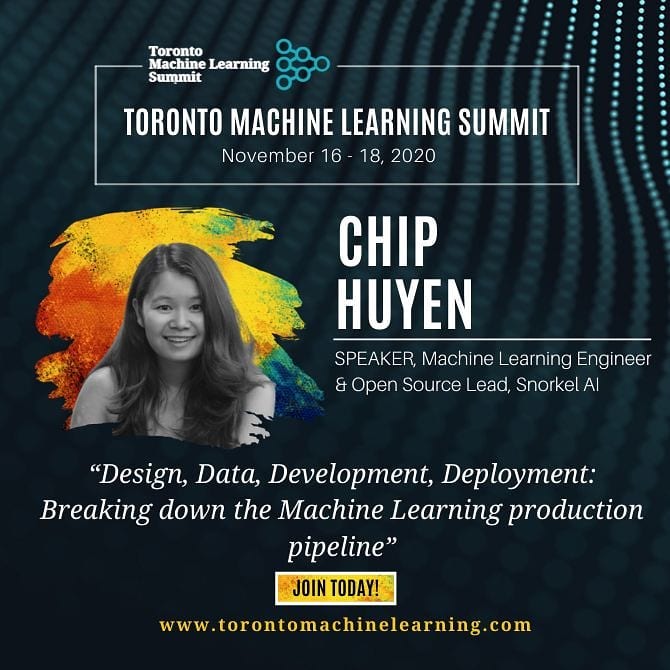 Toronto
Machine Learning
Summit
TORONTO MACHINE LEARNING SUMMIT
November 16 - 18, 2020
CHIP
HUYEN
SPEAKER, Machine Learning Engineer
& Open Source Lead, Snorkel AI
“Design, Data, Development, Deployment:
Breaking down the Machine Learning production
pipeline”
JOIN TODAY!
www.torontomachinelearning.com